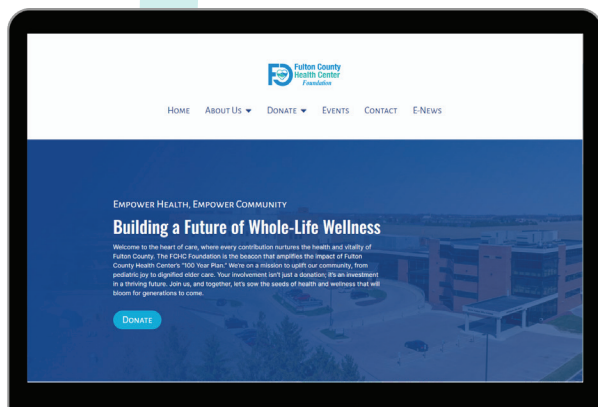 Fulton County
Health Center
Foundation
HOME ABOUT US DONATE EVENTS CONTACT E-NEWS
EMPOWER HEALTH, EMPOWER COMMUNITY
Building a Future of Whole-Life Wellness
Welcome to the heart of care, where every contribution nurtures the health and vitality of
Fulton County. The FCHC Foundation is the beacon that amplifies the impact of Fulton
County Health Center's "100 Year Plan." We're on a mission to uplift our community, from
pediatric joy to dignified elder care. Your involvement isn't just a donation; it's an investment
in a thriving future. Join us, and together, let's sow the seeds of health and wellness that will
bloom for generations to come.
DONATE